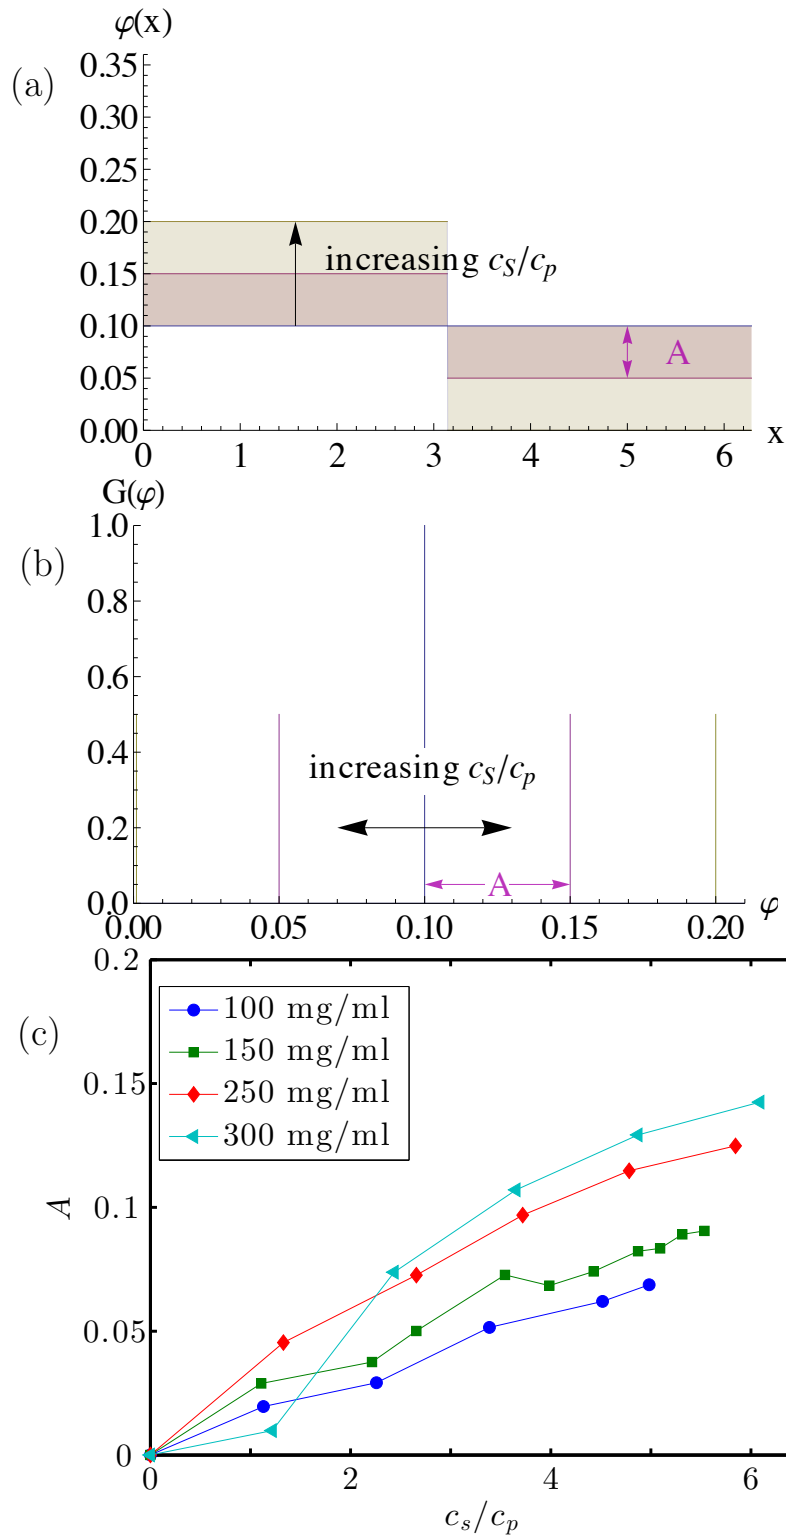 φ(x)
(a)
0.35
0.30
0.25
0.20
0.15
0.10
0.05
0.00
increasing c_S/c_p
A
0 1 2 3 4 5 6 x
G(φ)
(b)
1.0
0.8
0.6
0.4
0.2
0.0
increasing c_S/c_p
A
0.00 0.05 0.10 0.15 0.20 φ
(c)
0.2
0.15
0.1
0.05
0
A
100 mg/ml
150 mg/ml
250 mg/ml
300 mg/ml
0 2 4 6
c_s/c_p